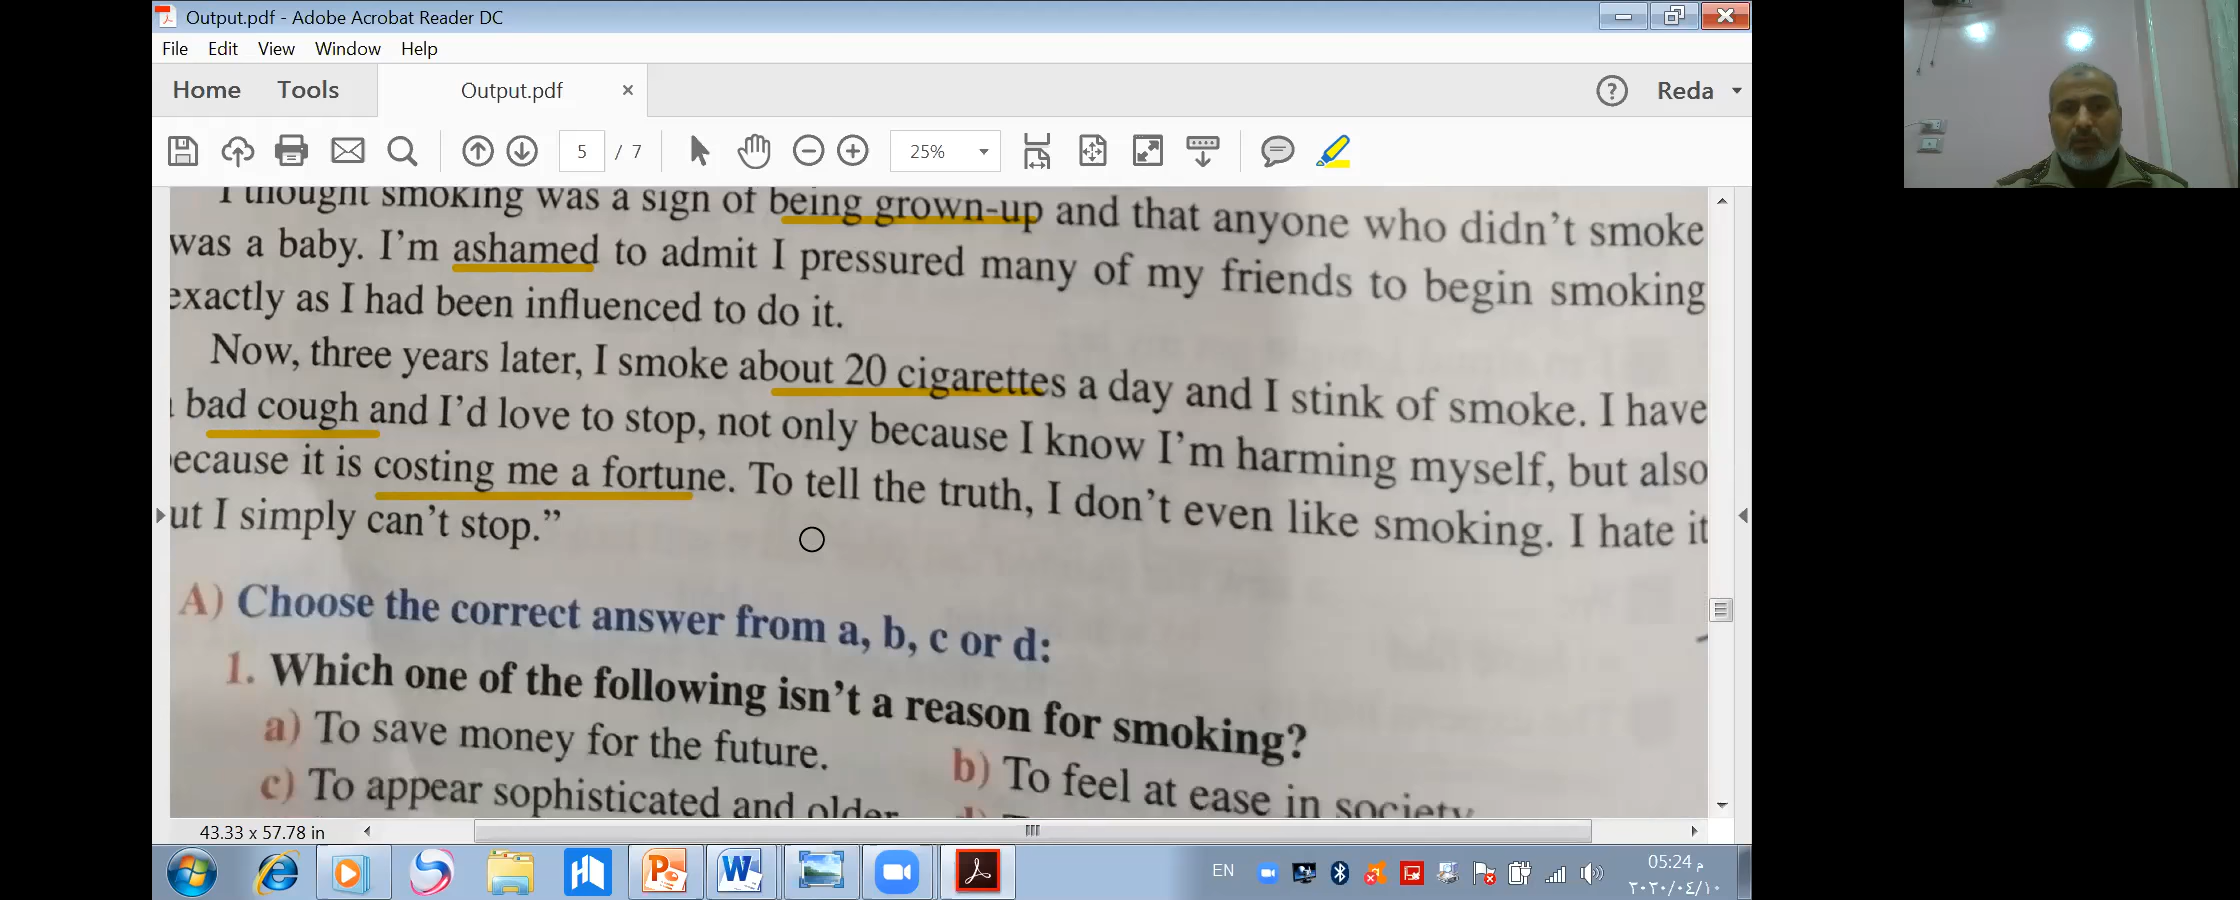 Output.pdf - Adobe Acrobat Reader DC
File Edit View Window Help
Home Tools Output.pdf × ? Reda
5 / 7 25%
I thought smoking was a sign of being grown-up and that anyone who didn't smoke
was a baby. I'm ashamed to admit I pressured many of my friends to begin smoking
exactly as I had been influenced to do it.
Now, three years later, I smoke about 20 cigarettes a day and I stink of smoke. I have
bad cough and I'd love to stop, not only because I know I'm harming myself, but also
ecause it is costing me a fortune. To tell the truth, I don't even like smoking. I hate it
ut I simply can't stop.”
A) Choose the correct answer from a, b, c or d:
1. Which one of the following isn't a reason for smoking?
a) To save money for the future.
b) To feel at ease in society
c) To appear sophisticated and older
43.33 x 57.78 in
EN
05:24 م
٢٠٢٠/٠٤/١٠